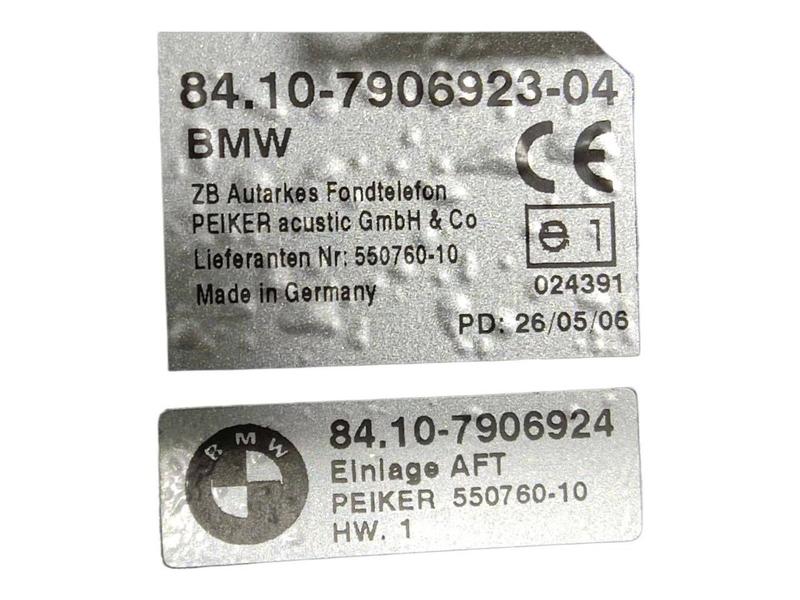 84.10-7906923-04
BMW
CE
ZB Autarkes Fondtelefon
PEIKER acustic GmbH & Co
Lieferanten Nr: 550760-10
Made in Germany
e 1
024391
PD: 26/05/06
BMW
84.10-7906924
Einlage AFT
PEIKER 550760-10
HW. 1